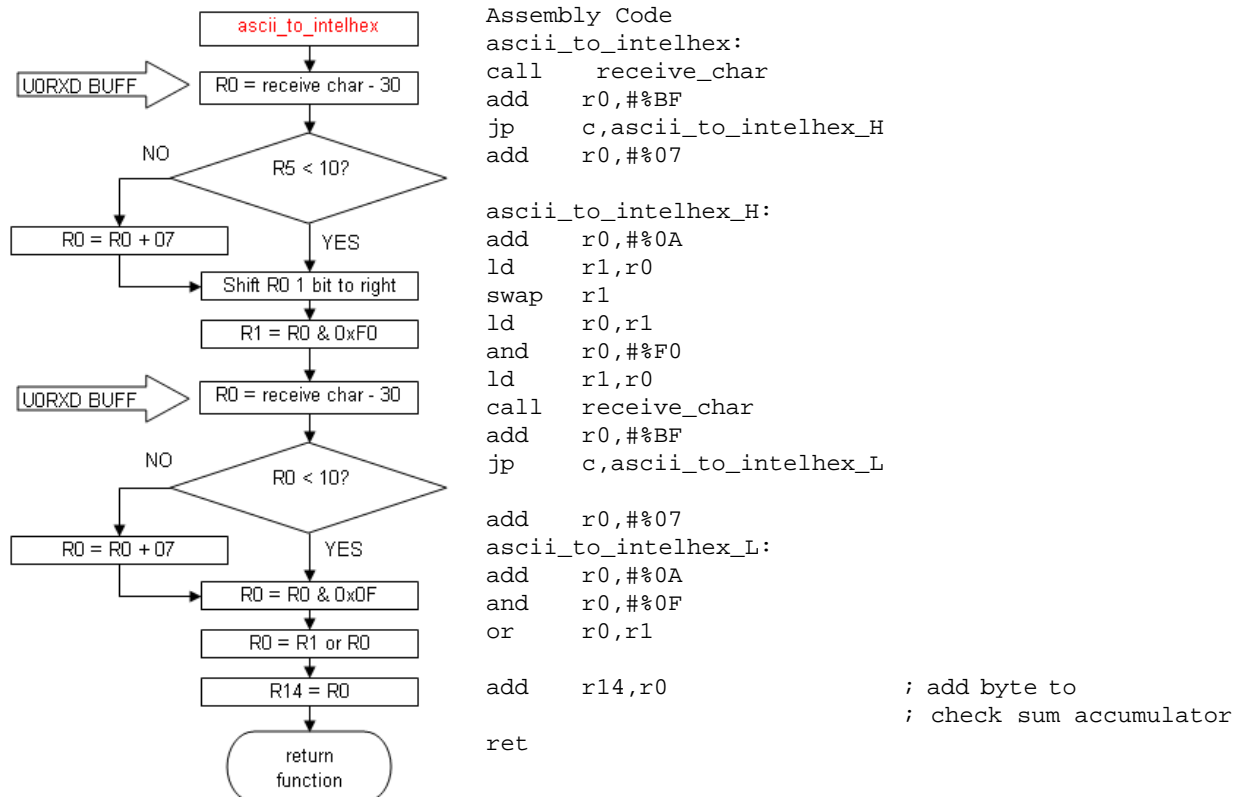 ascii_to_intelhex
U0RXD BUFF
R0 = receive char - 30
NO
R5 < 10?
R0 = R0 + 07
YES
Shift R0 1 bit to right
R1 = R0 & 0xF0
U0RXD BUFF
R0 = receive char - 30
NO
R0 < 10?
R0 = R0 + 07
YES
R0 = R0 & 0x0F
R0 = R1 or R0
R14 = R0
return
function
Assembly Code
ascii_to_intelhex:
call receive_char
add r0,#%BF
jp c,ascii_to_intelhex_H
add r0,#%07
ascii_to_intelhex_H:
add r0,#%0A
ld r1,r0
swap r1
ld r0,r1
and r0,#%F0
ld r1,r0
call receive_char
add r0,#%BF
jp c,ascii_to_intelhex_L
add r0,#%07
ascii_to_intelhex_L:
add r0,#%0A
and r0,#%0F
or r0,r1
add r14,r0 ; add byte to
; check sum accumulator
ret